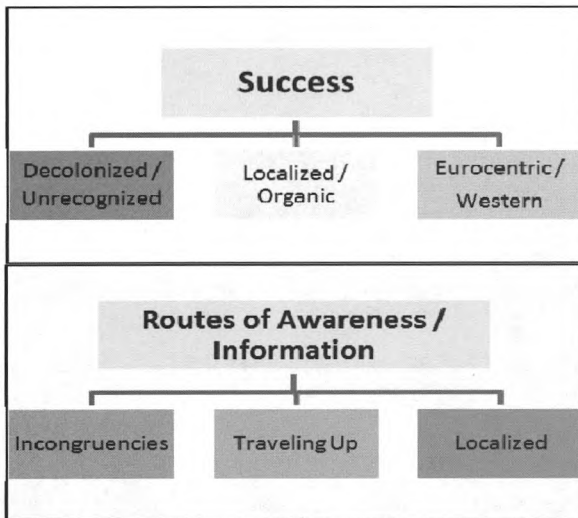 Success
Decolonized /
Unrecognized
Localized /
Organic
Eurocentric /
Western
Routes of Awareness /
Information
Incongruencies
Traveling Up
Localized